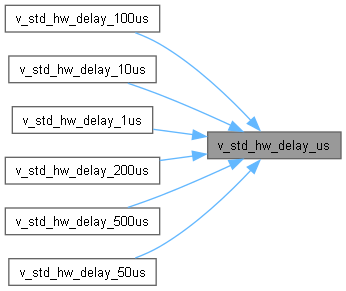 v_std_hw_delay_100us
v_std_hw_delay_10us
v_std_hw_delay_1us
v_std_hw_delay_us
v_std_hw_delay_200us
v_std_hw_delay_500us
v_std_hw_delay_50us